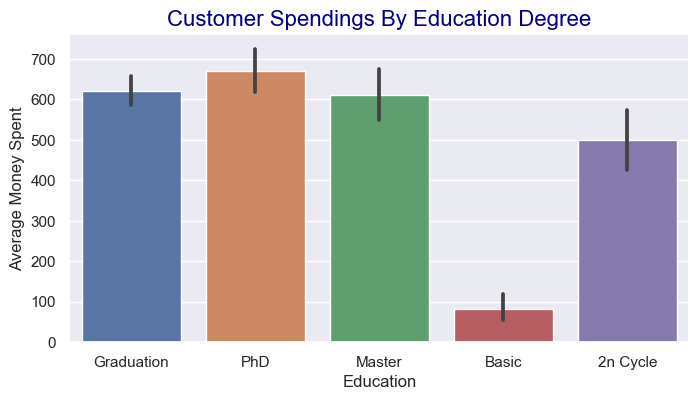 Customer Spendings By Education Degree
Average Money Spent
700
600
500
400
300
200
100
0
Graduation PhD Master Basic 2n Cycle
Education